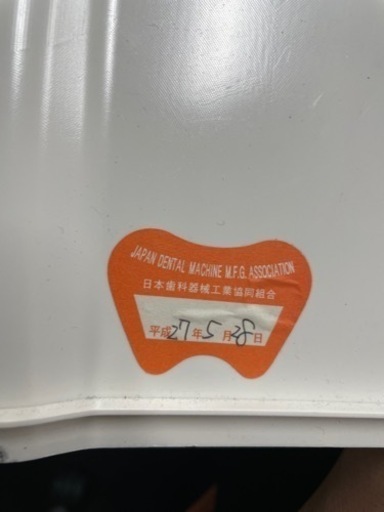 JAPAN DENTAL MACHINE M.F.G. ASSOCIATION
日本歯科器械工業協同組合
平成27年5月28日